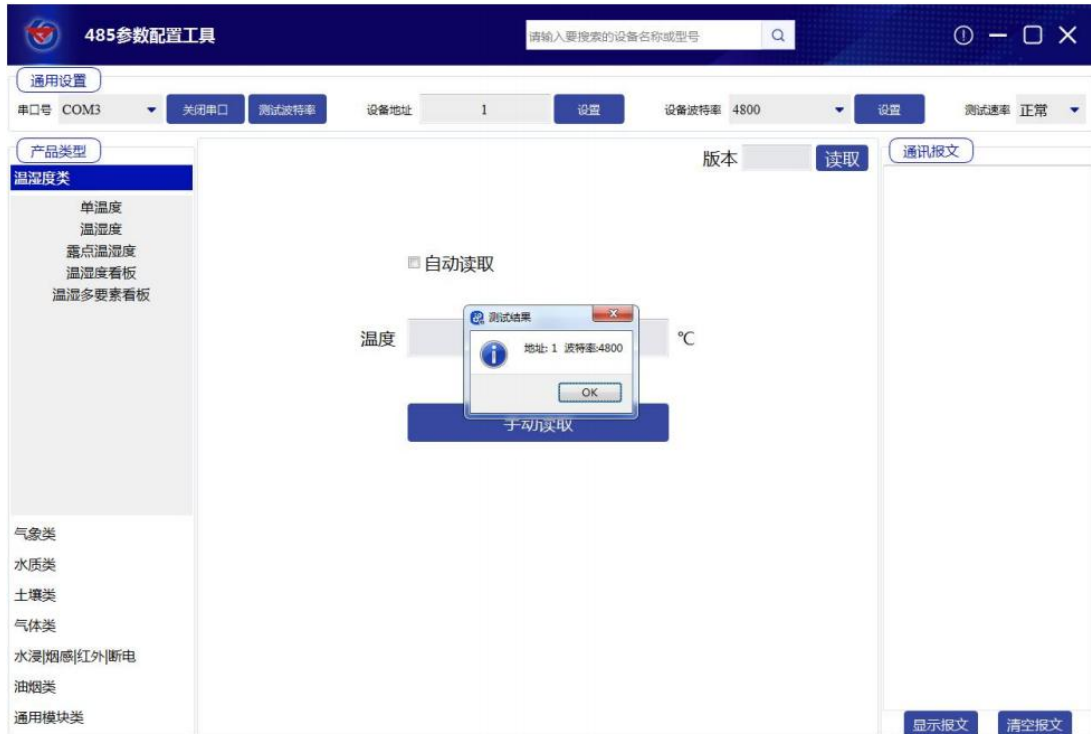 485参数配置工具
请输入要搜索的设备名称或型号
通用设置
串口号 COM3 关闭串口 测试波特率 设备地址 1 设置 设备波特率 4800 设置 测试速率 正常
产品类型
版本 读取
通讯报文
温湿度类
单温度
温湿度
露点温湿度
温湿度看板
温湿多要素看板
自动读取
测试结果
温度 ℃
地址: 1 波特率:4800
OK
手动读取
气象类
水质类
土壤类
气体类
水浸|烟感|红外|断电
油烟类
通用模块类
显示报文 清空报文